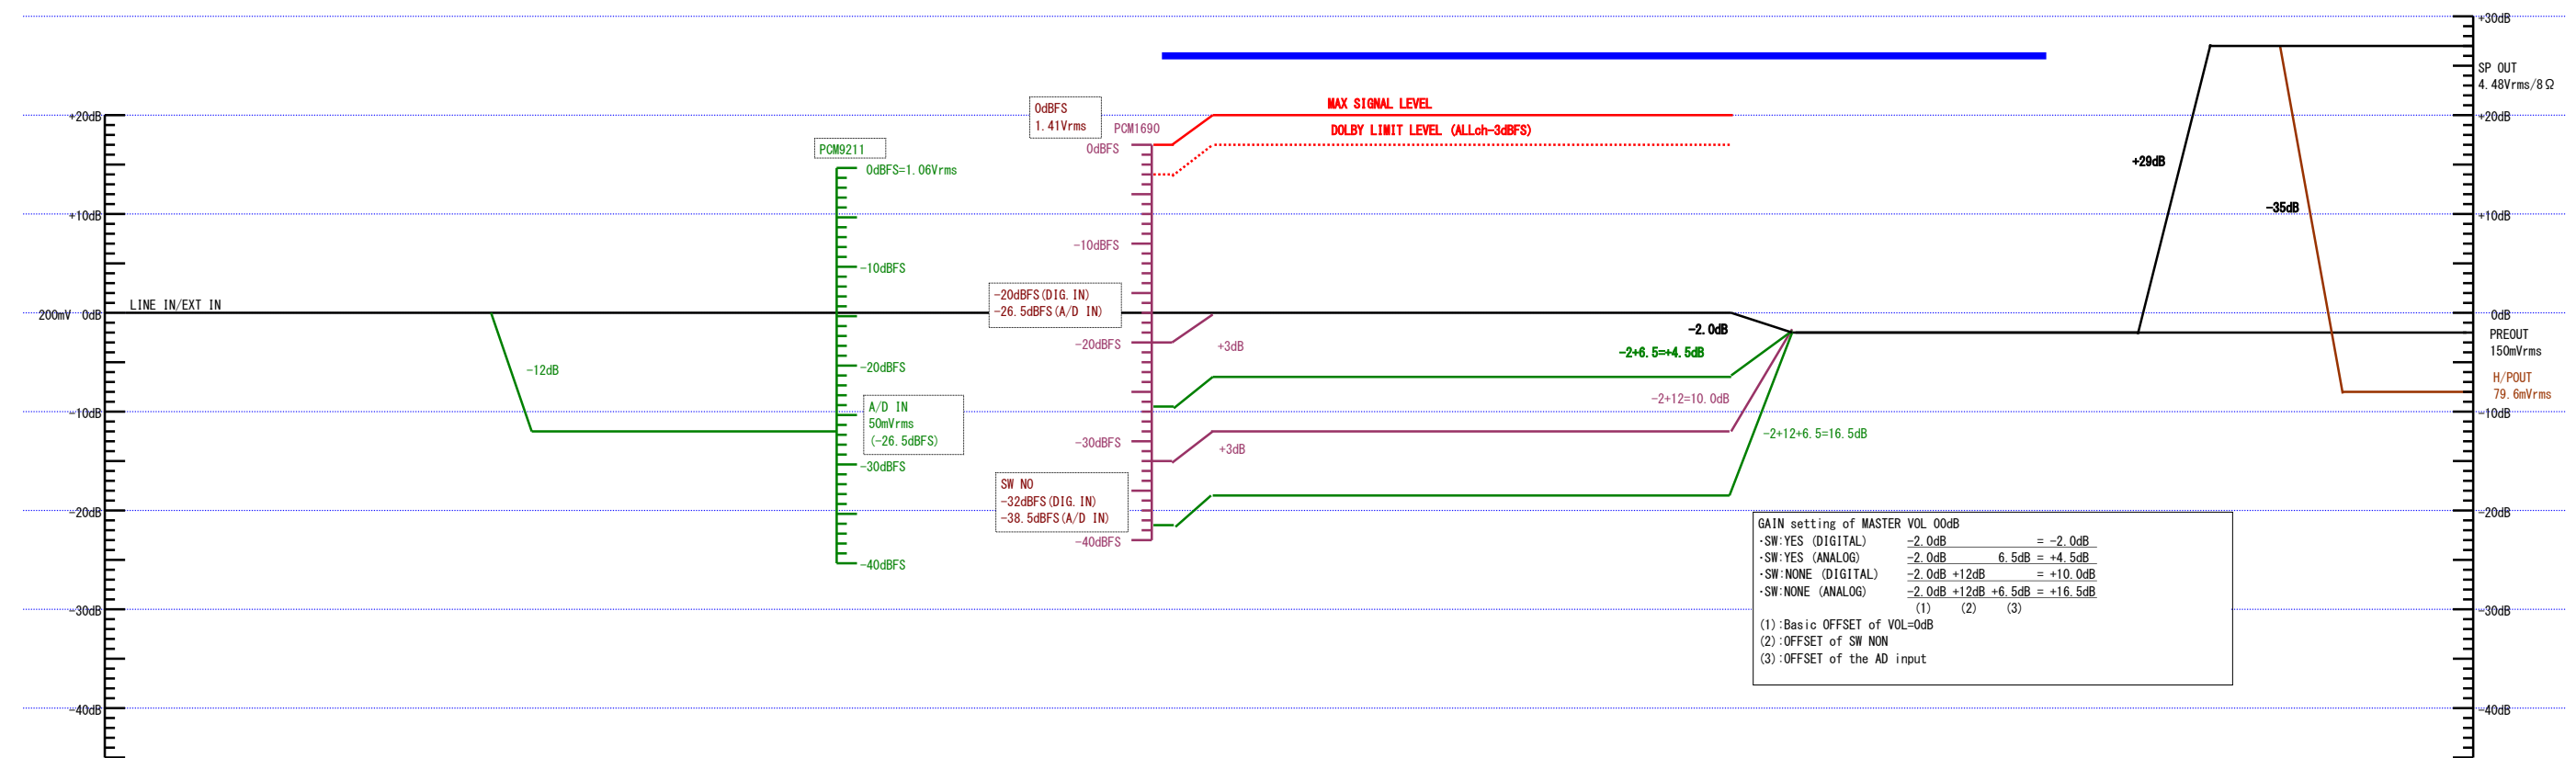 +30dB
SP OUT
4.48Vrms/8Ω
+20dB
+10dB
200mV 0dB
-10dB
-20dB
-30dB
-40dB
LINE IN/EXT IN
-12dB
PCM9211
0dBFS=1.06Vrms
-10dBFS
-20dBFS
A/D IN
50mVrms
(-26.5dBFS)
-30dBFS
-40dBFS
0dBFS
1.41Vrms
PCM1690
0dBFS
-10dBFS
-20dBFS(DIG.IN)
-26.5dBFS(A/D IN)
-20dBFS
-30dBFS
SW NO
-32dBFS(DIG.IN)
-38.5dBFS(A/D IN)
-40dBFS
MAX SIGNAL LEVEL
DOLBY LIMIT LEVEL (ALLch-3dBFS)
+3dB
+3dB
-2.0dB
-2+6.5=+4.5dB
-2+12=10.0dB
-2+12+6.5=16.5dB
+29dB
-35dB
+20dB
+10dB
0dB
PREOUT
150mVrms
H/POUT
79.6mVrms
-10dB
-20dB
-30dB
-40dB
GAIN setting of MASTER VOL 00dB
·SW:YES (DIGITAL) -2.0dB = -2.0dB
·SW:YES (ANALOG) -2.0dB 6.5dB = +4.5dB
·SW:NONE (DIGITAL) -2.0dB +12dB = +10.0dB
·SW:NONE (ANALOG) -2.0dB +12dB +6.5dB = +16.5dB
(1) (2) (3)
(1):Basic OFFSET of VOL=0dB
(2):OFFSET of SW NON
(3):OFFSET of the AD input